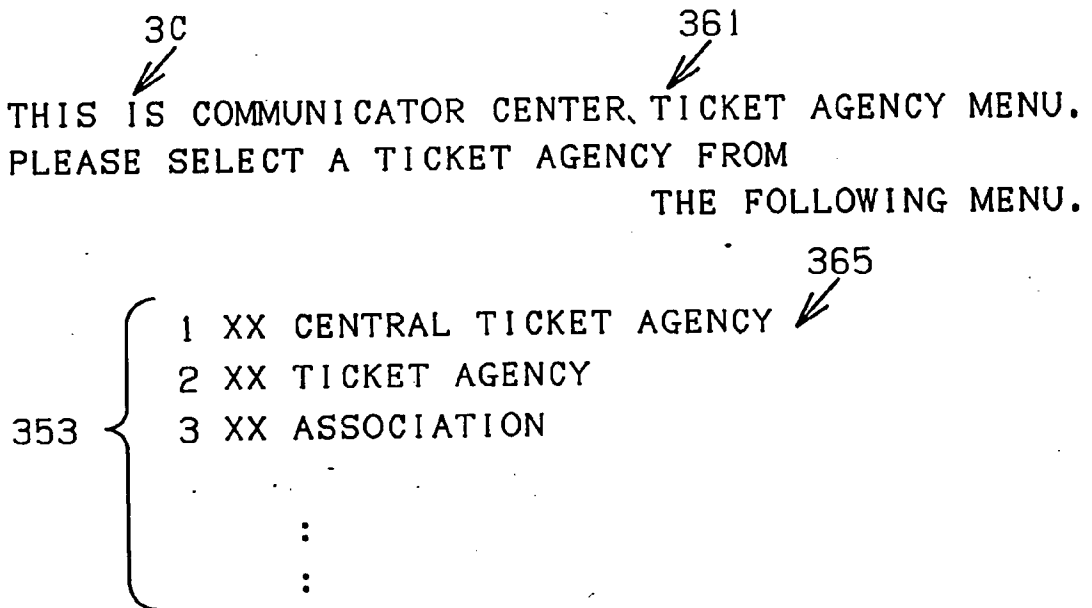 3C 361
THIS IS COMMUNICATOR CENTER、TICKET AGENCY MENU.
PLEASE SELECT A TICKET AGENCY FROM
THE FOLLOWING MENU.
365
1 XX CENTRAL TICKET AGENCY
2 XX TICKET AGENCY
353 3 XX ASSOCIATION
:
: